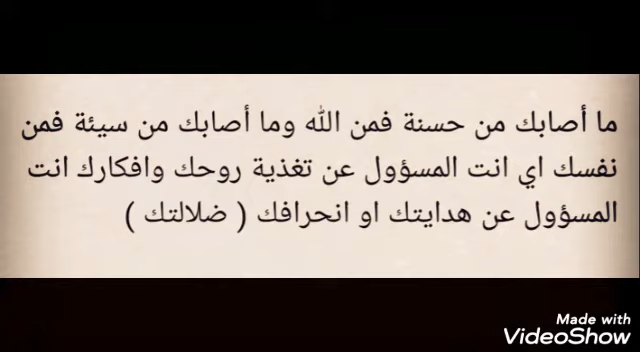 ما أصابك من حسنة فمن الله وما أصابك من سيئة فمن
نفسك اي انت المسؤول عن تغذية روحك وافكارك انت
المسؤول عن هدايتك او انحرافك ( ضلالتك )
Made with
VideoShow